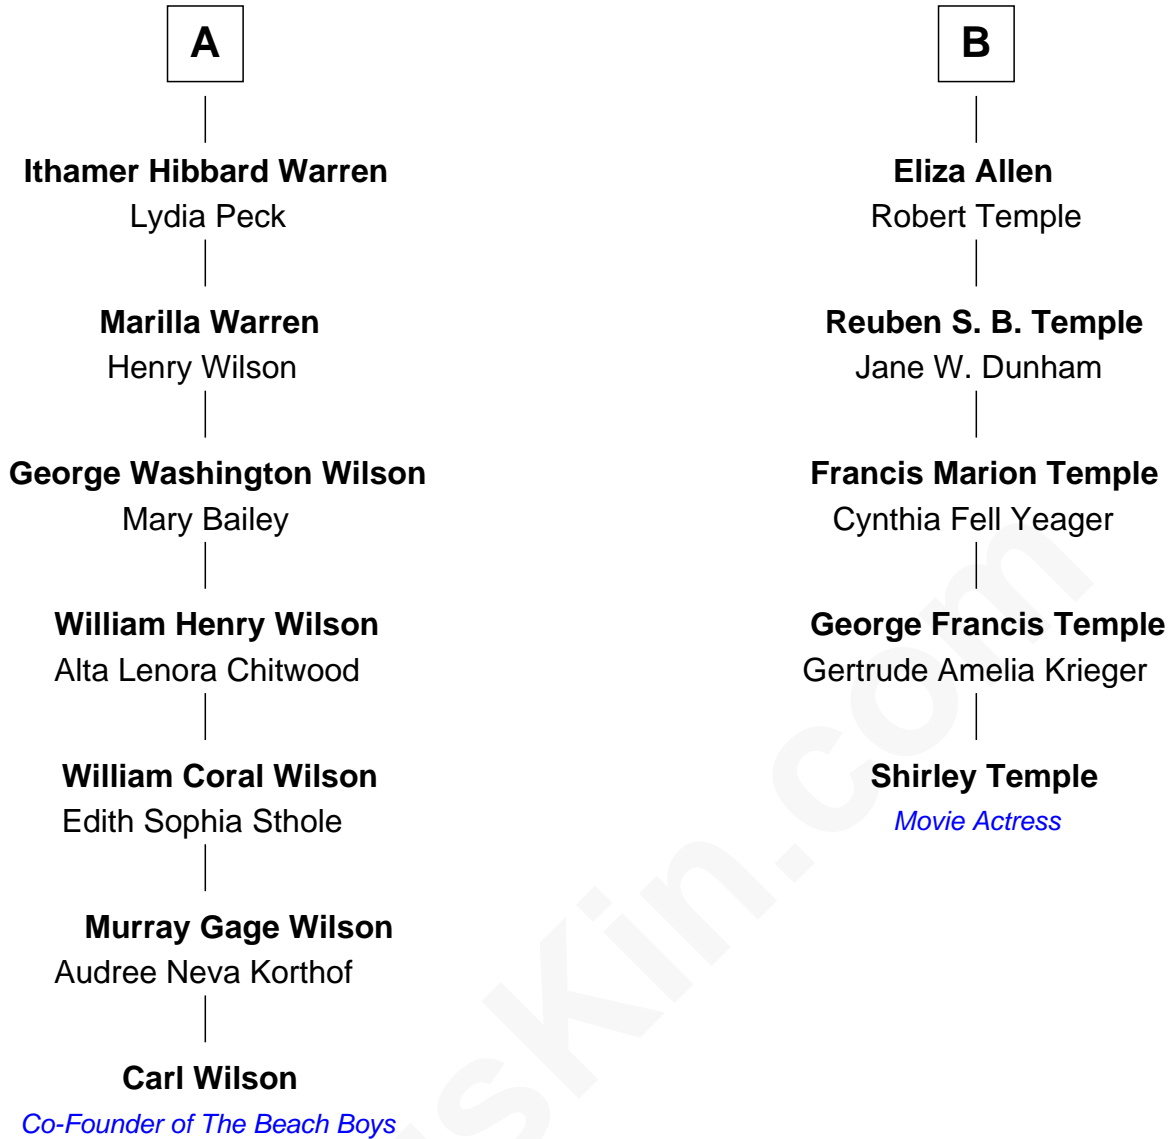 A
Ithamer Hibbard Warren
Lydia Peck
Marilla Warren
Henry Wilson
George Washington Wilson
Mary Bailey
William Henry Wilson
Alta Lenora Chitwood
William Coral Wilson
Edith Sophia Sthole
Murray Gage Wilson
Audree Neva Korthof
Carl Wilson
Co-Founder of The Beach Boys
B
Eliza Allen
Robert Temple
Reuben S. B. Temple
Jane W. Dunham
Francis Marion Temple
Cynthia Fell Yeager
George Francis Temple
Gertrude Amelia Krieger
Shirley Temple
Movie Actress
sKin.com